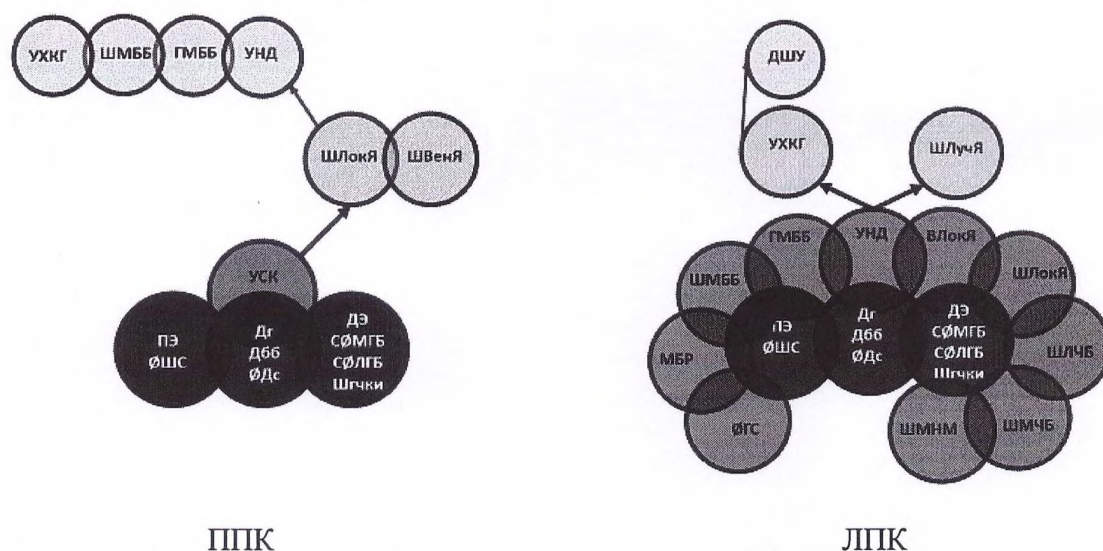 УХКГ
ШМББ
ГМББ
УНД
ШЛокЯ
ШВенЯ
УСК
ПЭ
ØШС
Дг
Дбб
ØДс
ДЭ
СØМГБ
СØЛГБ
Шгчки
ППК
ДШУ
УХКГ
ШЛучЯ
ГМББ
УНД
ВЛокЯ
ШМББ
ШЛокЯ
МБР
ПЭ
ØШС
Дг
Дбб
ØДс
ДЭ
СØМГБ
СØЛГБ
Шгчки
ШЛЧБ
ØГС
ШМНМ
ШМЧБ
ЛПК